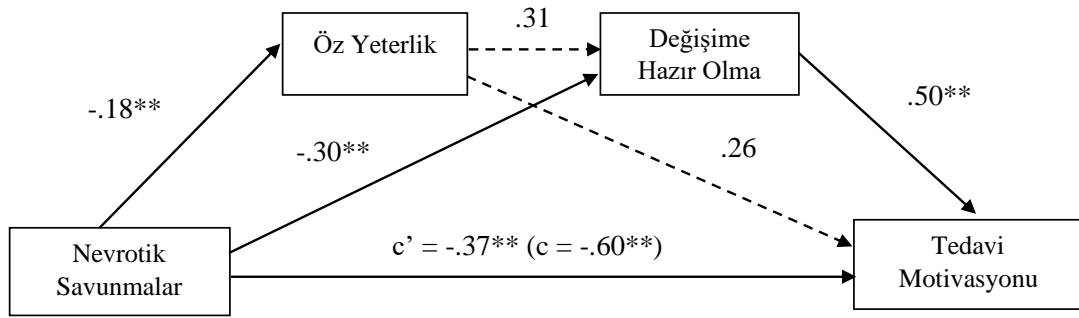 Öz Yeterlik
.31
Değişime
Hazır Olma
-.18**
.50**
-.30**
.26
Nevrotik
Savunmalar
c’ = -.37** (c = -.60**)
Tedavi
Motivasyonu